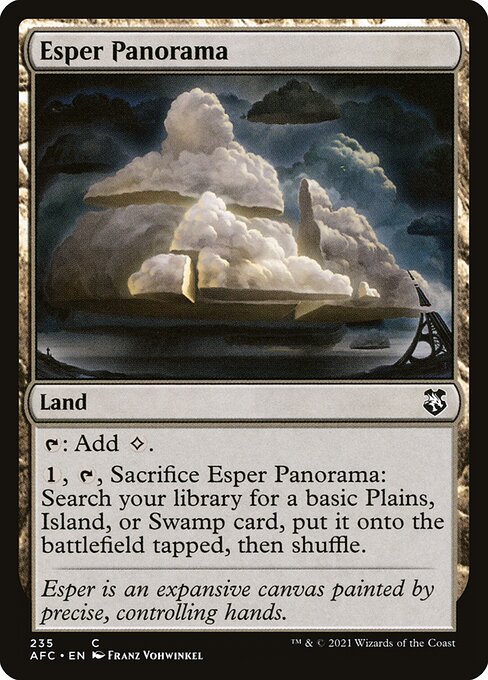 Esper Panorama
Land
: Add .
1, , Sacrifice Esper Panorama:
Search your library for a basic Plains,
Island, or Swamp card, put it onto the
battlefield tapped, then shuffle.
Esper is an expansive canvas painted by
precise, controlling hands.
235 C ™ & © 2021 Wizards of the Coast
AFC • EN Franz Vohwinkel